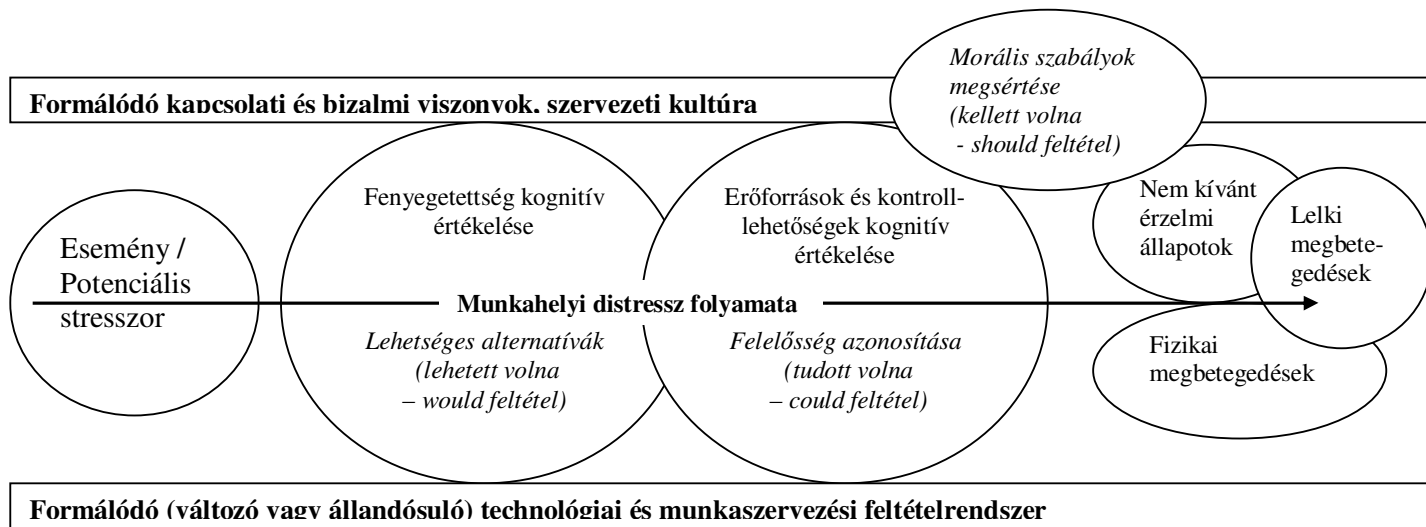 Morális szabályok
megsértése
(kellett volna
- should feltétel)
Formálódó kapcsolati és bizalmi viszonyok, szervezeti kultúra
Fenyegetettség kognitív
értékelése
Erőforrások és kontroll-
lehetőségek kognitív
értékelése
Nem kívánt
érzelmi
állapotok
Lelki
megbete-
gedések
Esemény /
Potenciális
stresszor
Munkahelyi distressz folyamata
Lehetséges alternatívák
(lehetett volna
– would feltétel)
Felelősség azonosítása
(tudott volna
– could feltétel)
Fizikai
megbetegedések
Formálódó (változó vagy állandósuló) technológiai és munkaszervezési feltételrendszer